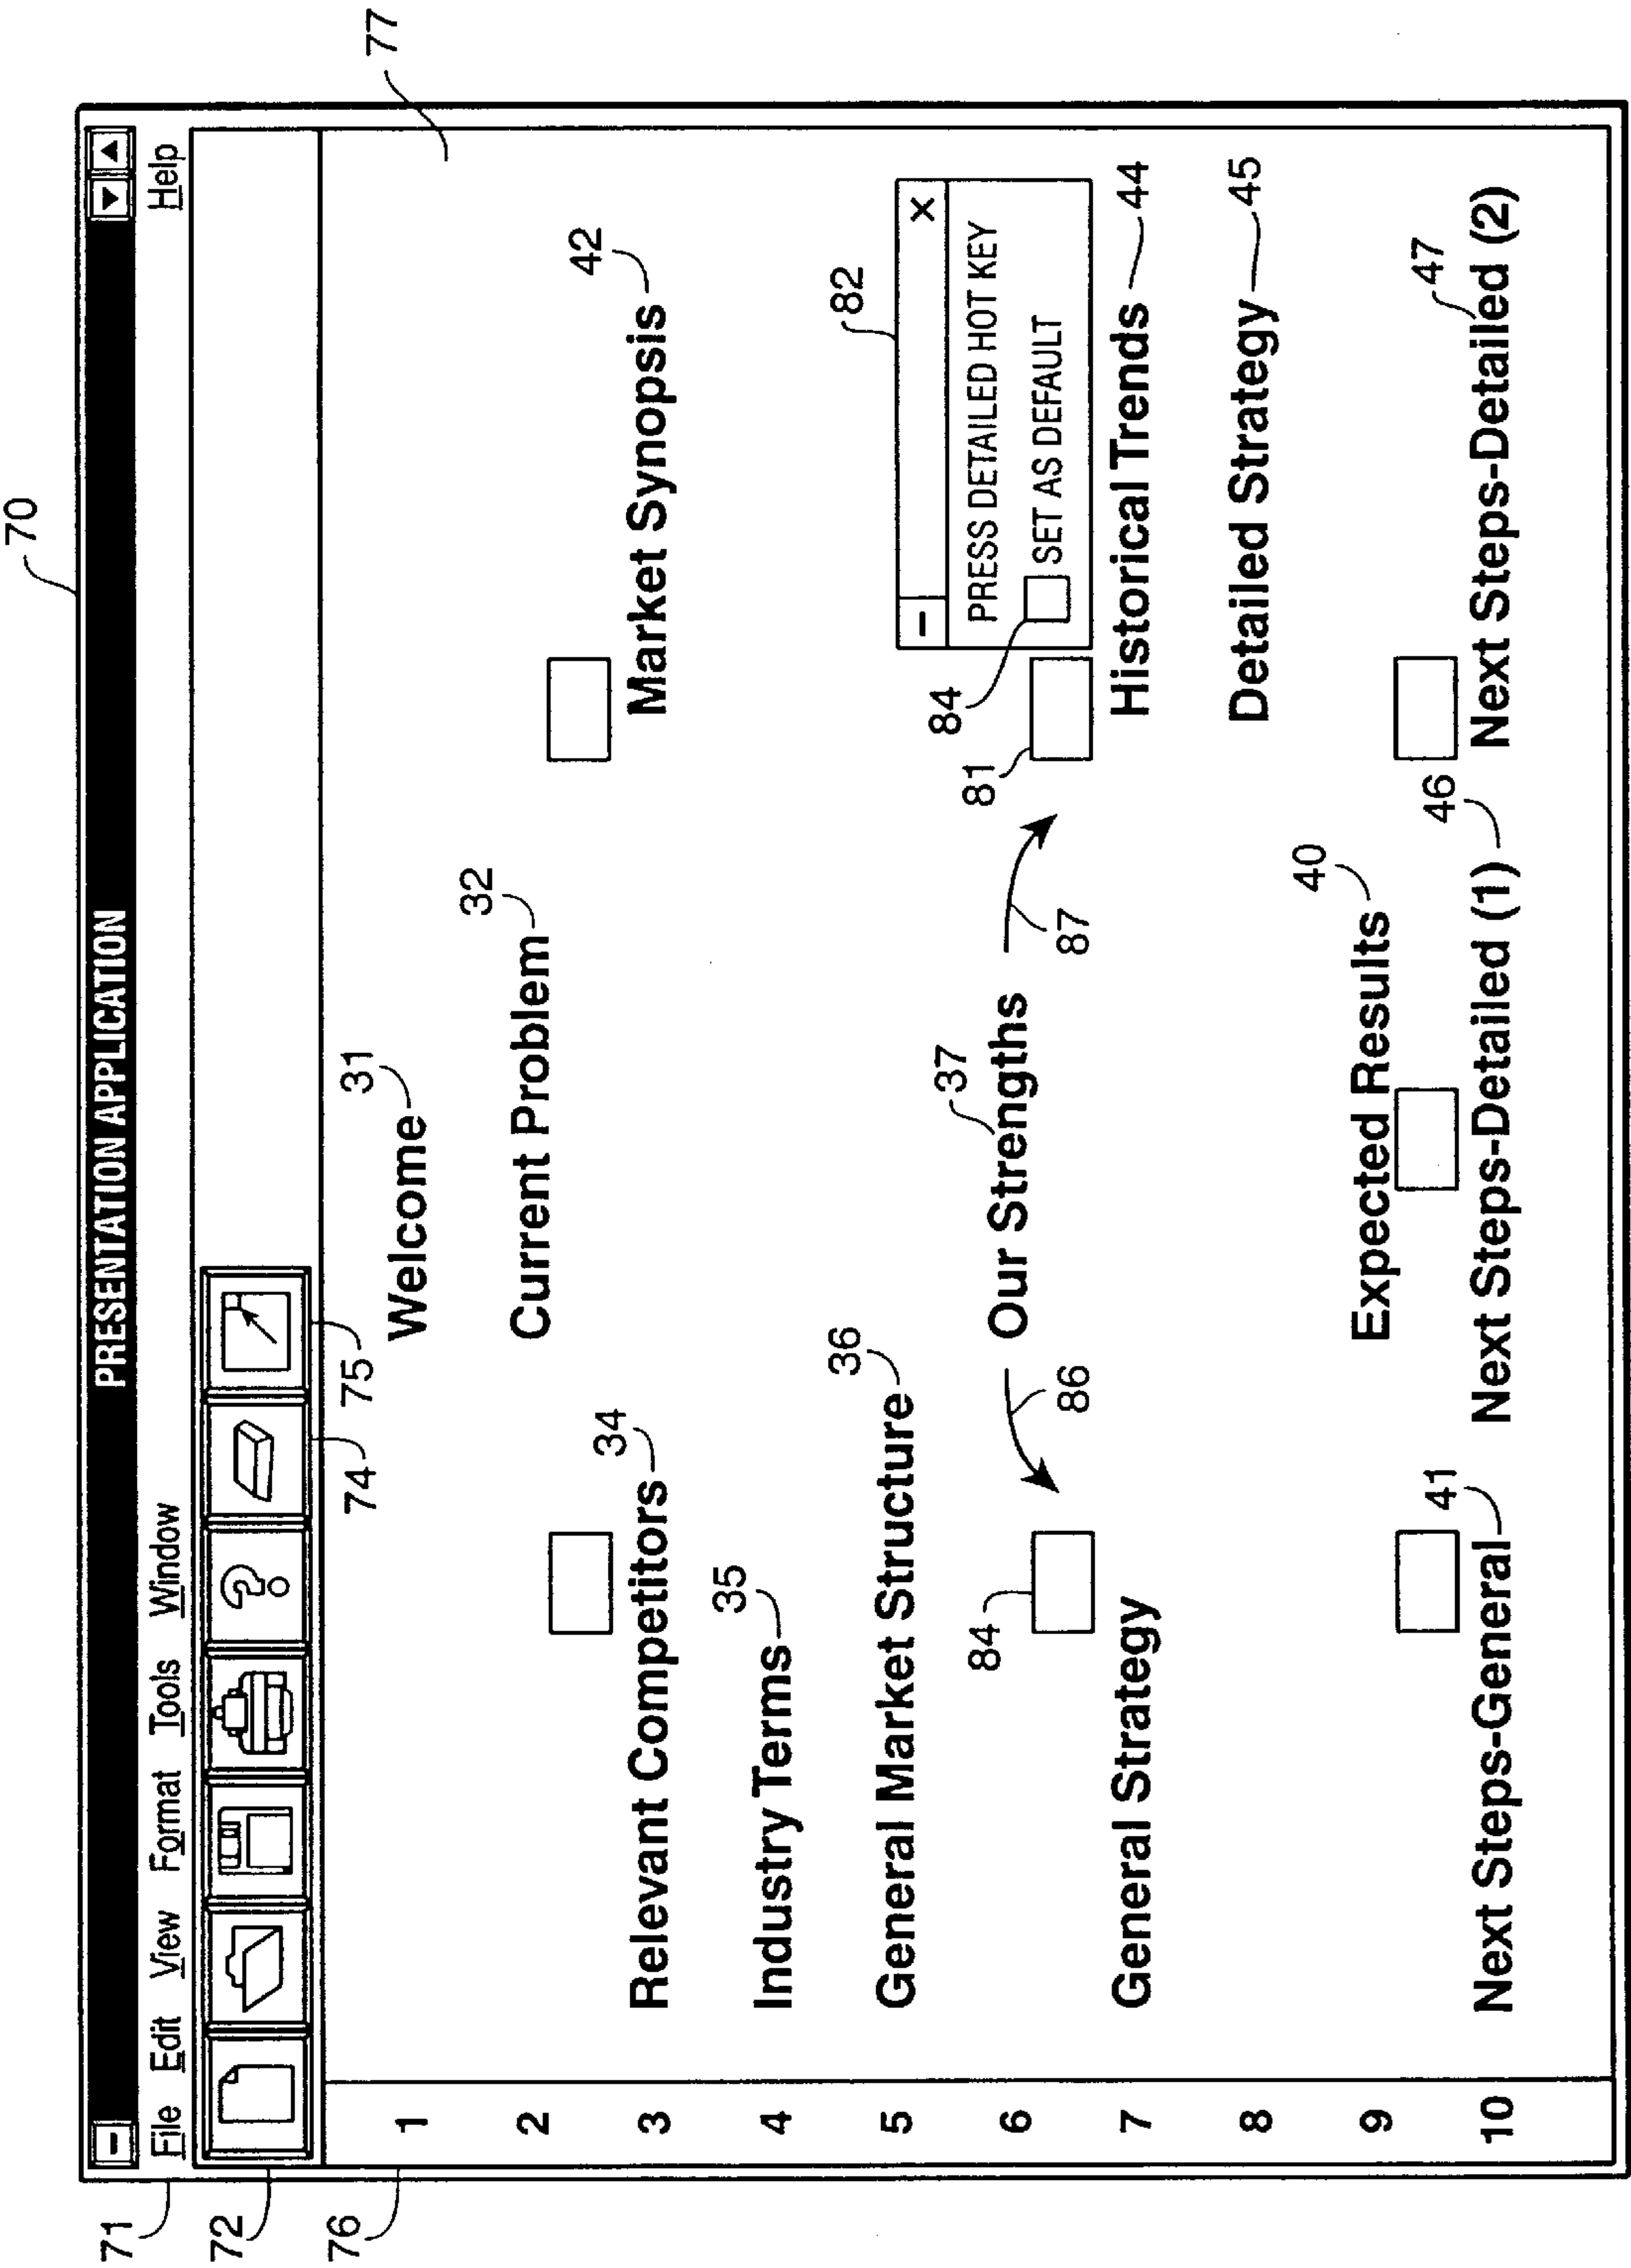 70
PRESENTATION APPLICATION
71
File Edit View Format Tools Window Help
72
74 75
76
77
1 Welcome 31
2 Current Problem 32
34 42
3 Relevant Competitors Market Synopsis
35
4 Industry Terms
36 82
5 General Market Structure
– X
37
84
PRESS DETAILED HOT KEY
84 81
6 Our Strengths
SET AS DEFAULT
86 87
7 General Strategy Historical Trends 44
8 Detailed Strategy 45
40
9 Expected Results
41 46 47
10 Next Steps-General Next Steps-Detailed (1) Next Steps-Detailed (2)